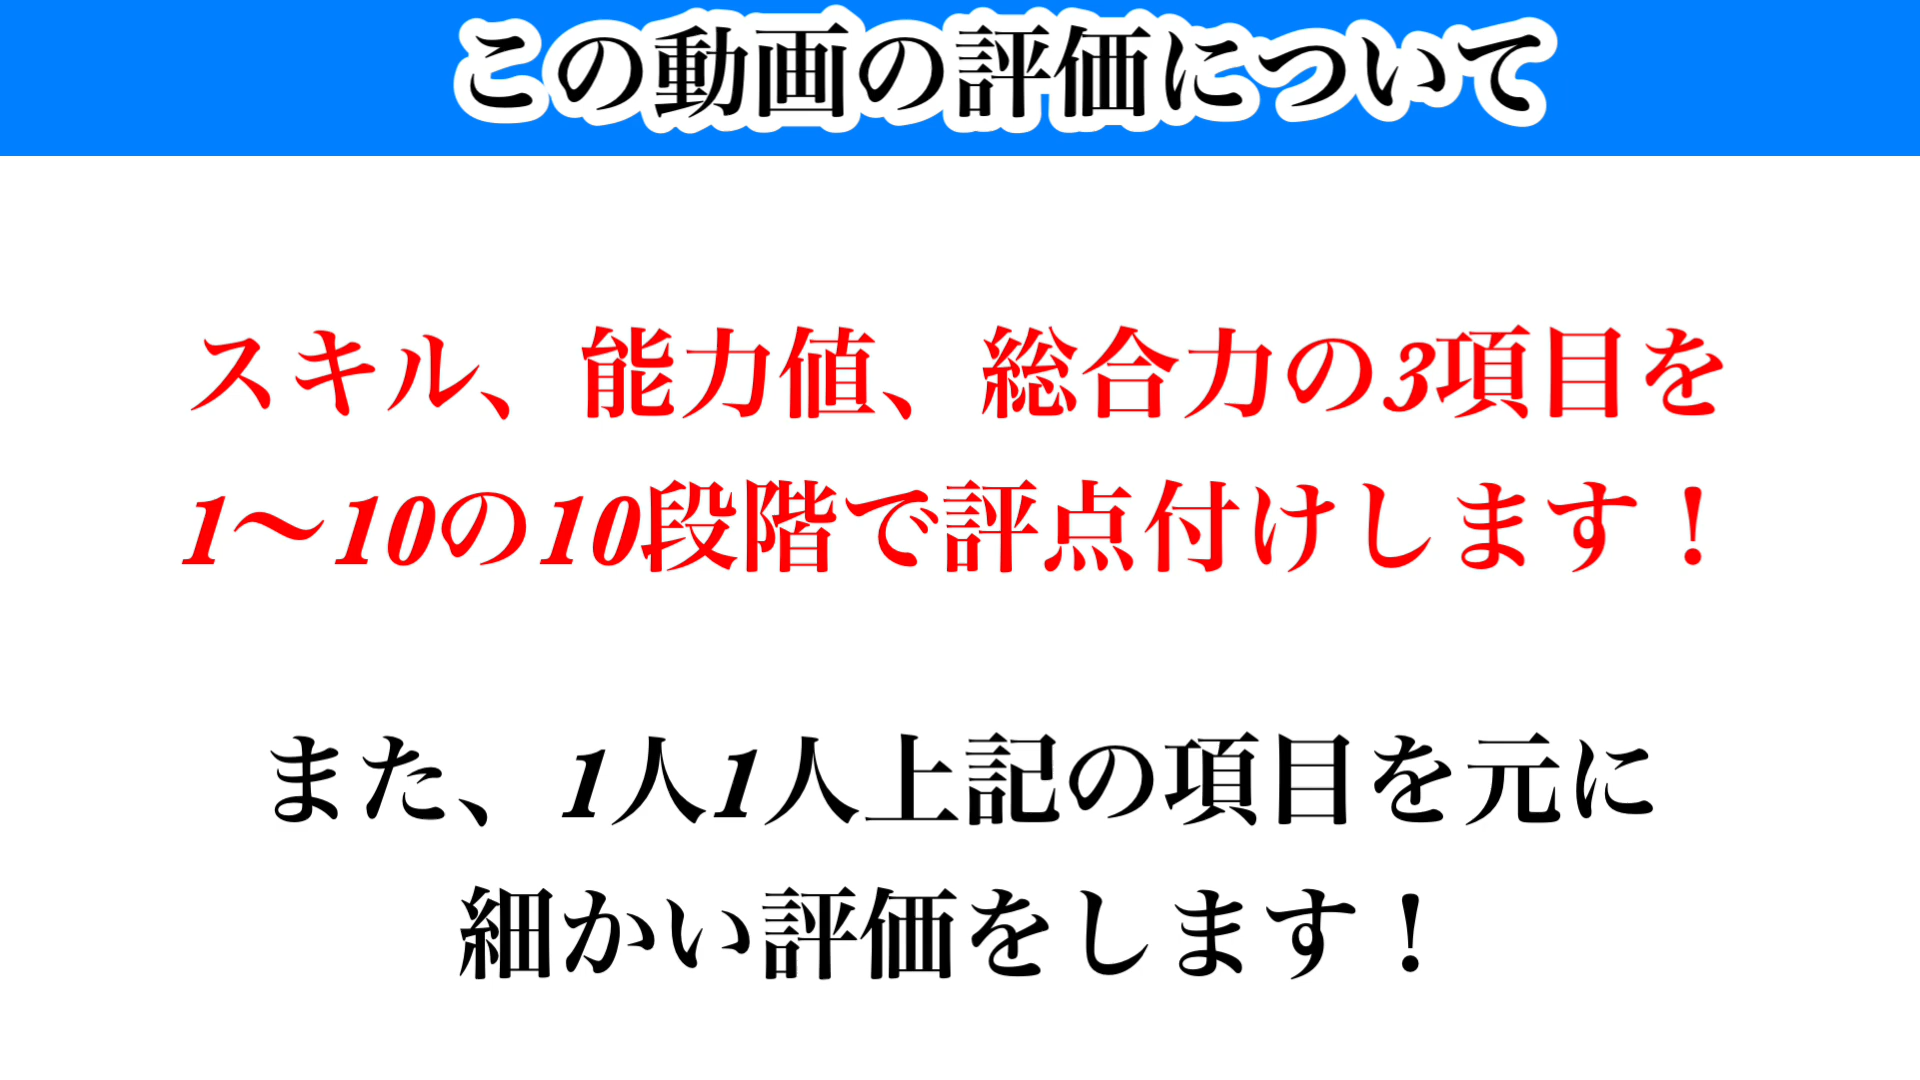 この動画の評価について
スキル、能力値、総合力の3項目を
1〜10の10段階で評点付けします！
また、1人1人上記の項目を元に
細かい評価をします！